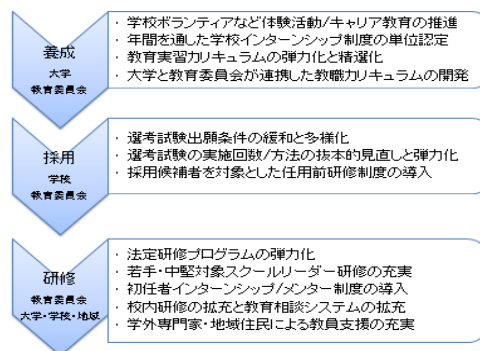 養成
大学
教育委員会
・ 学校ボランティアなど体験活動/キャリア教育の推進
・ 年間を通した学校インターンシップ制度の単位認定
・ 教育実習カリキュラムの弾力化と精選化
・ 大学と教育委員会が連携した教職カリキュラムの開発
採用
学校
教育委員会
・ 選考試験出願条件の緩和と多様化
・ 選考試験の実施回数/方法の抜本的見直しと弾力化
・ 採用候補者を対象とした任用前研修制度の導入
研修
教育委員会
大学・学校・地域
・ 法定研修プログラムの弾力化
・ 若手・中堅対象スクールリーダー研修の充実
・ 初任者インターンシップ/メンター制度の導入
・ 校内研修の拡充と教育相談システムの拡充
・ 学外専門家・地域住民による教員支援の充実